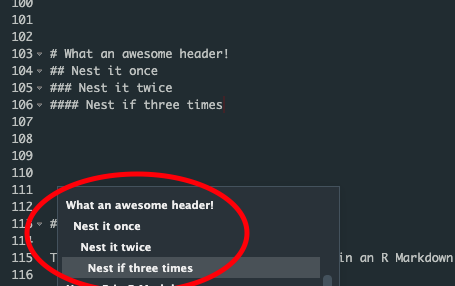 100
101
102
103 # What an awesome header!
104 ## Nest it once
105 ### Nest it twice
106 #### Nest if three times
107
108
109
110
111
112
What an awesome header!
113 #
Nest it once
114
Nest it twice
115 T in an R Markdown
Nest if three times
116